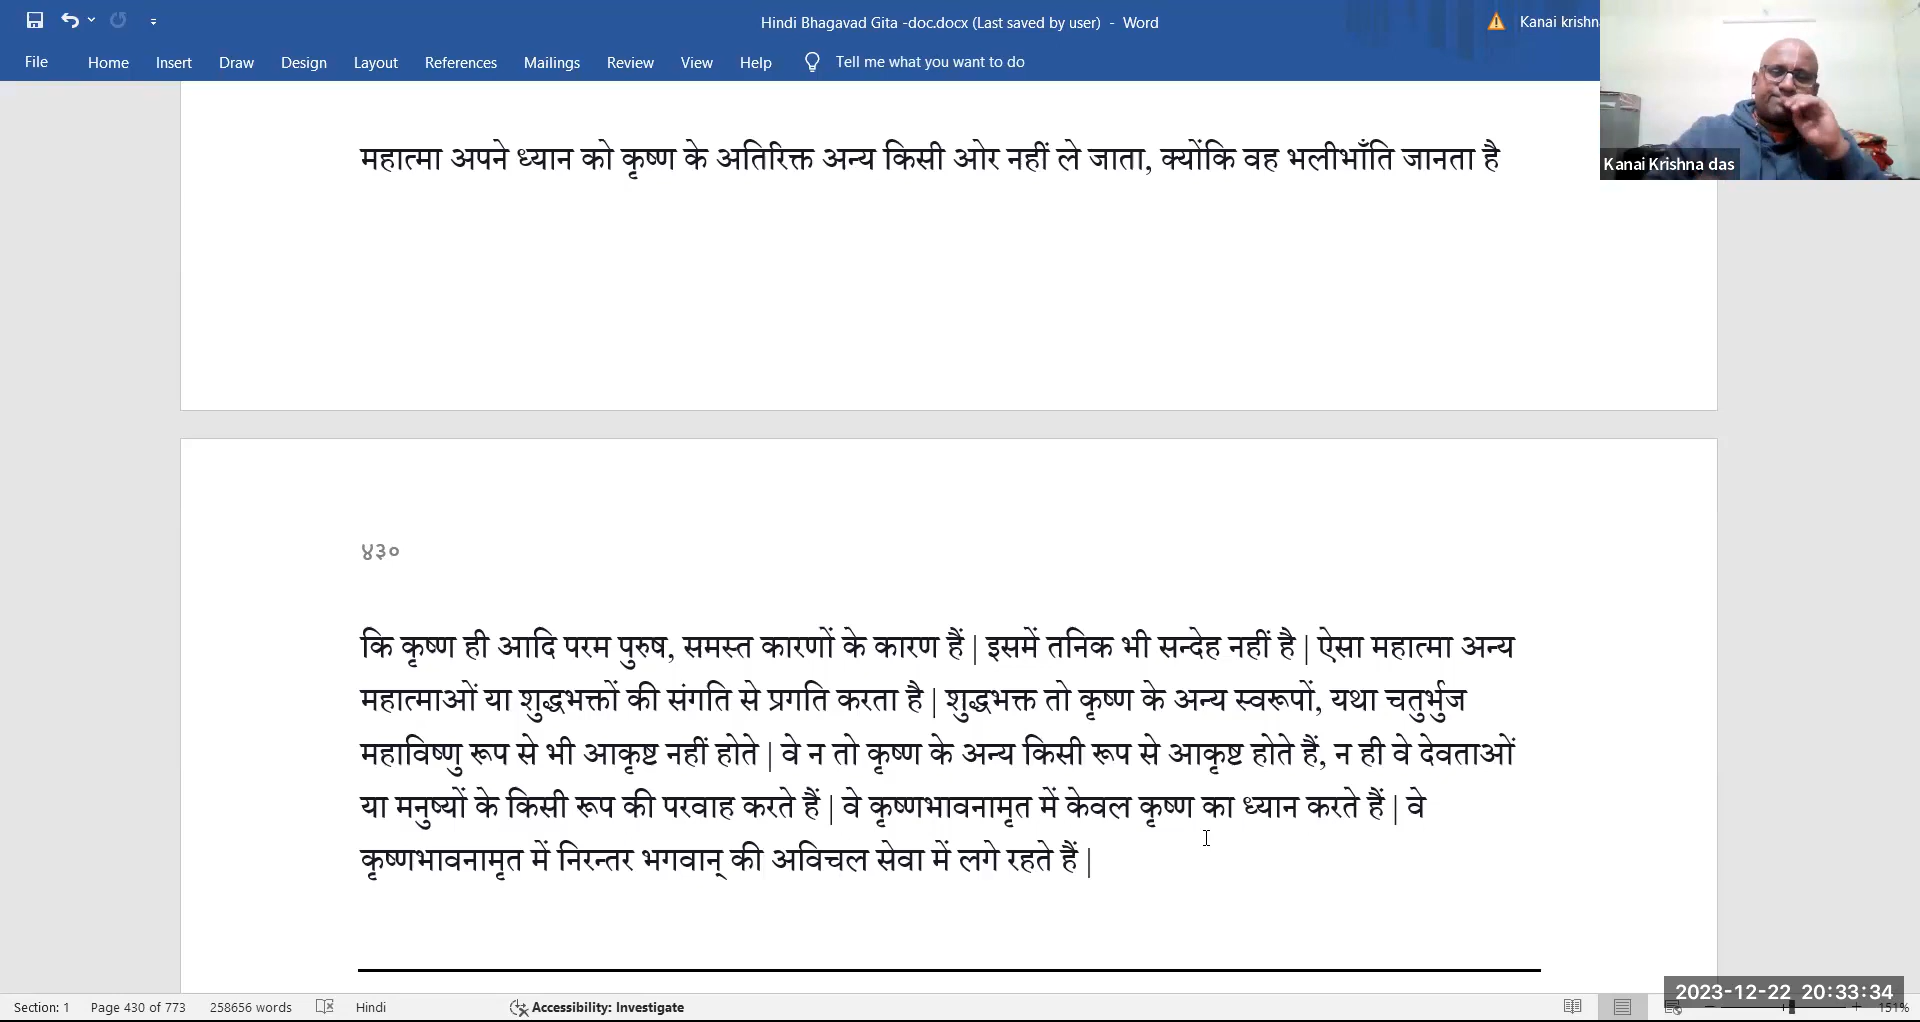 Hindi Bhagavad Gita -doc.docx (Last saved by user) - Word
Kanai krishn
File Home Insert Draw Design Layout References Mailings Review View Help Tell me what you want to do
Kanai Krishna das
महात्मा अपने ध्यान को कृष्ण के अतिरिक्त अन्य किसी ओर नहीं ले जाता, क्योंकि वह भलीभाँति जानता है
४३०
कि कृष्ण ही आदि परम पुरुष, समस्त कारणों के कारण हैं | इसमें तनिक भी सन्देह नहीं है | ऐसा महात्मा अन्य
महात्माओं या शुद्धभक्तों की संगति से प्रगति करता है | शुद्धभक्त तो कृष्ण के अन्य स्वरूपों, यथा चतुर्भुज
महाविष्णु रूप से भी आकृष्ट नहीं होते | वे न तो कृष्ण के अन्य किसी रूप से आकृष्ट होते हैं, न ही वे देवताओं
या मनुष्यों के किसी रूप की परवाह करते हैं | वे कृष्णभावनामृत में केवल कृष्ण का ध्यान करते हैं | वे
कृष्णभावनामृत में निरन्तर भगवान् की अविचल सेवा में लगे रहते हैं |
Section: 1 Page 430 of 773 258656 words Hindi Accessibility: Investigate 151%
2023-12-22 20:33:34